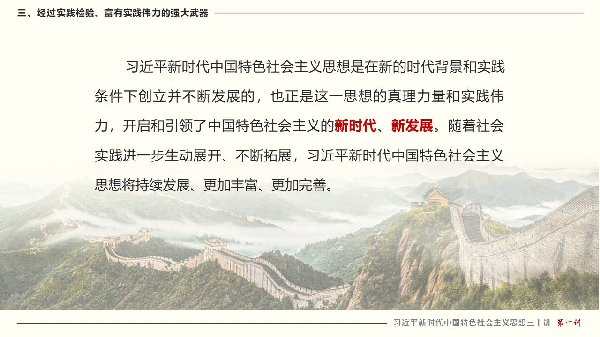 三、经过实践检验、富有实践伟力的强大武器
习近平新时代中国特色社会主义思想是在新的时代背景和实践
条件下创立并不断发展的，也正是这一思想的真理力量和实践伟
力，开启和引领了中国特色社会主义的新时代、新发展。随着社会
实践进一步生动展开、不断拓展，习近平新时代中国特色社会主义
思想将持续发展、更加丰富、更加完善。
习近平新时代中国特色社会主义思想三十讲 第一讲